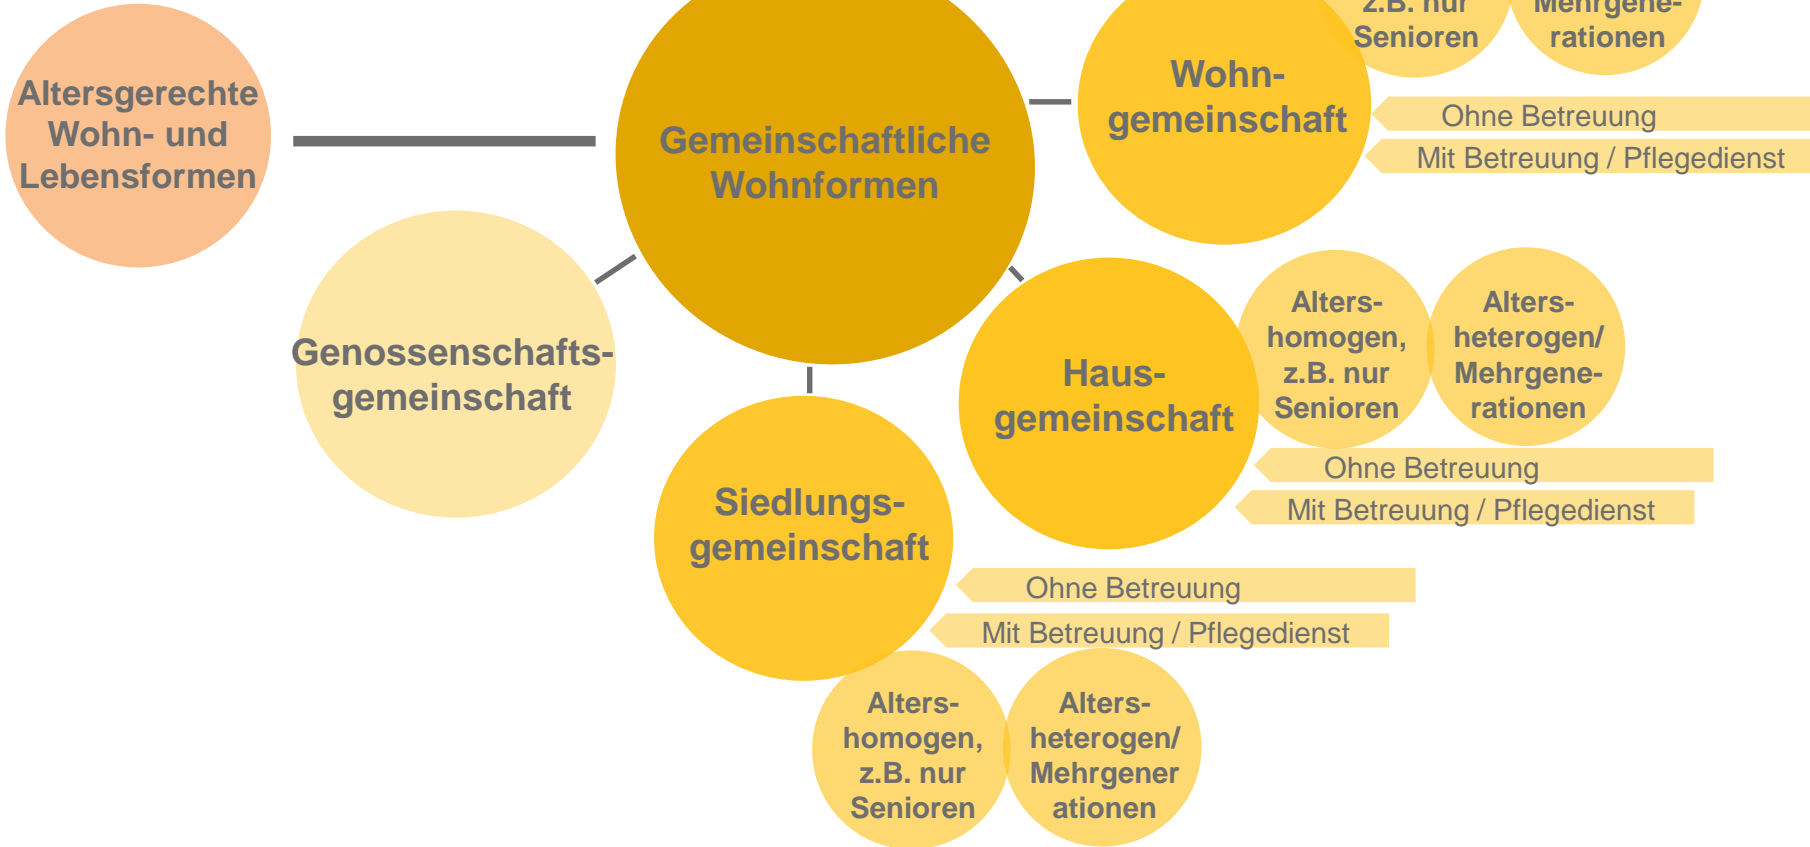 z.B. nur
Senioren
Mehrgene-
rationen
Altersgerechte
Wohn- und
Lebensformen
Gemeinschaftliche
Wohnformen
Wohn-
gemeinschaft
Ohne Betreuung
Mit Betreuung / Pflegedienst
Genossenschafts-
gemeinschaft
Haus-
gemeinschaft
Alters-
homogen,
z.B. nur
Senioren
Alters-
heterogen/
Mehrgene-
rationen
Ohne Betreuung
Mit Betreuung / Pflegedienst
Siedlungs-
gemeinschaft
Ohne Betreuung
Mit Betreuung / Pflegedienst
Alters-
homogen,
z.B. nur
Senioren
Alters-
heterogen/
Mehrgener
ationen